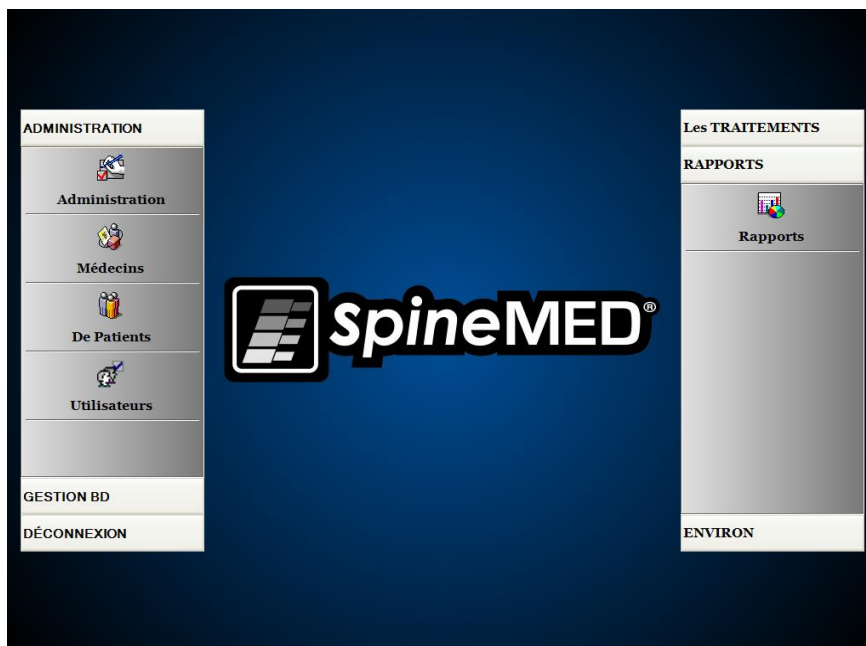 ADMINISTRATION
Administration
Médecins
De Patients
Utilisateurs
GESTION BD
DÉCONNEXION
SpineMED®
Les TRAITEMENTS
RAPPORTS
Rapports
ENVIRON